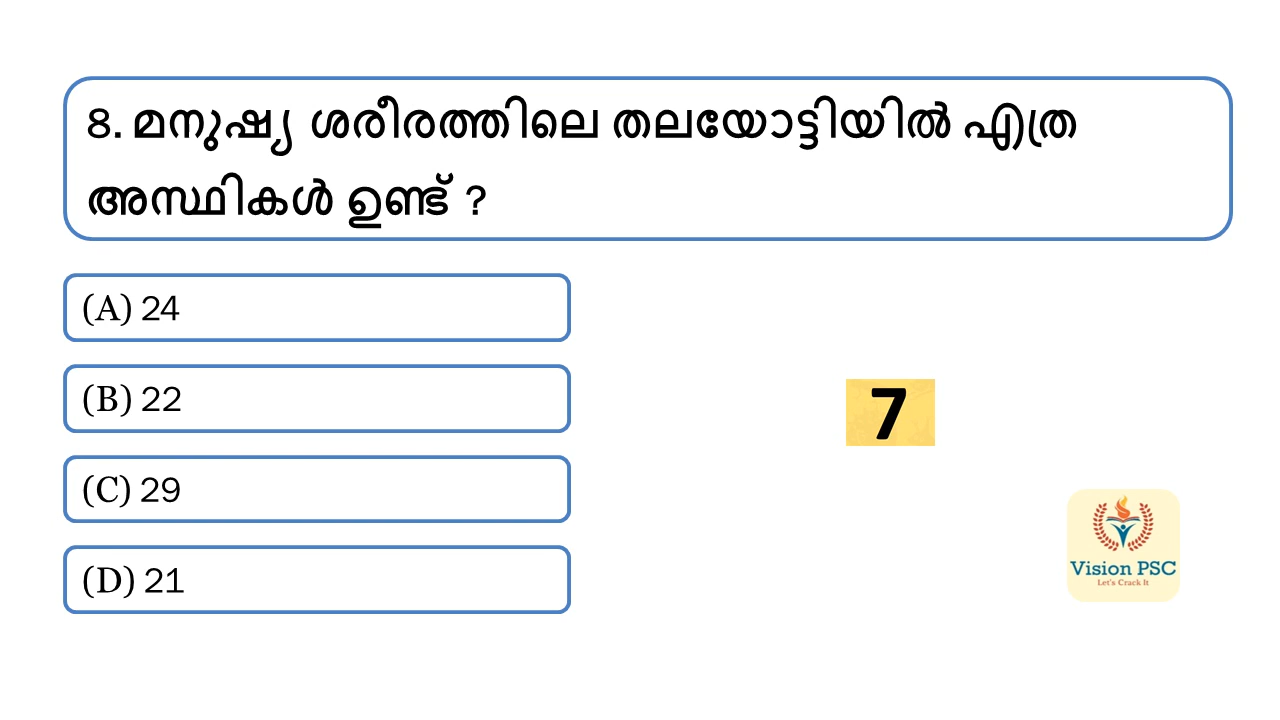 8. മനുഷ്യ ശരീരത്തിലെ തലയോട്ടിയിൽ എത്ര
അസ്ഥികൾ ഉണ്ട് ?
(A) 24
(B) 22
(C) 29
(D) 21
7
Vision PSC
Let's Crack It